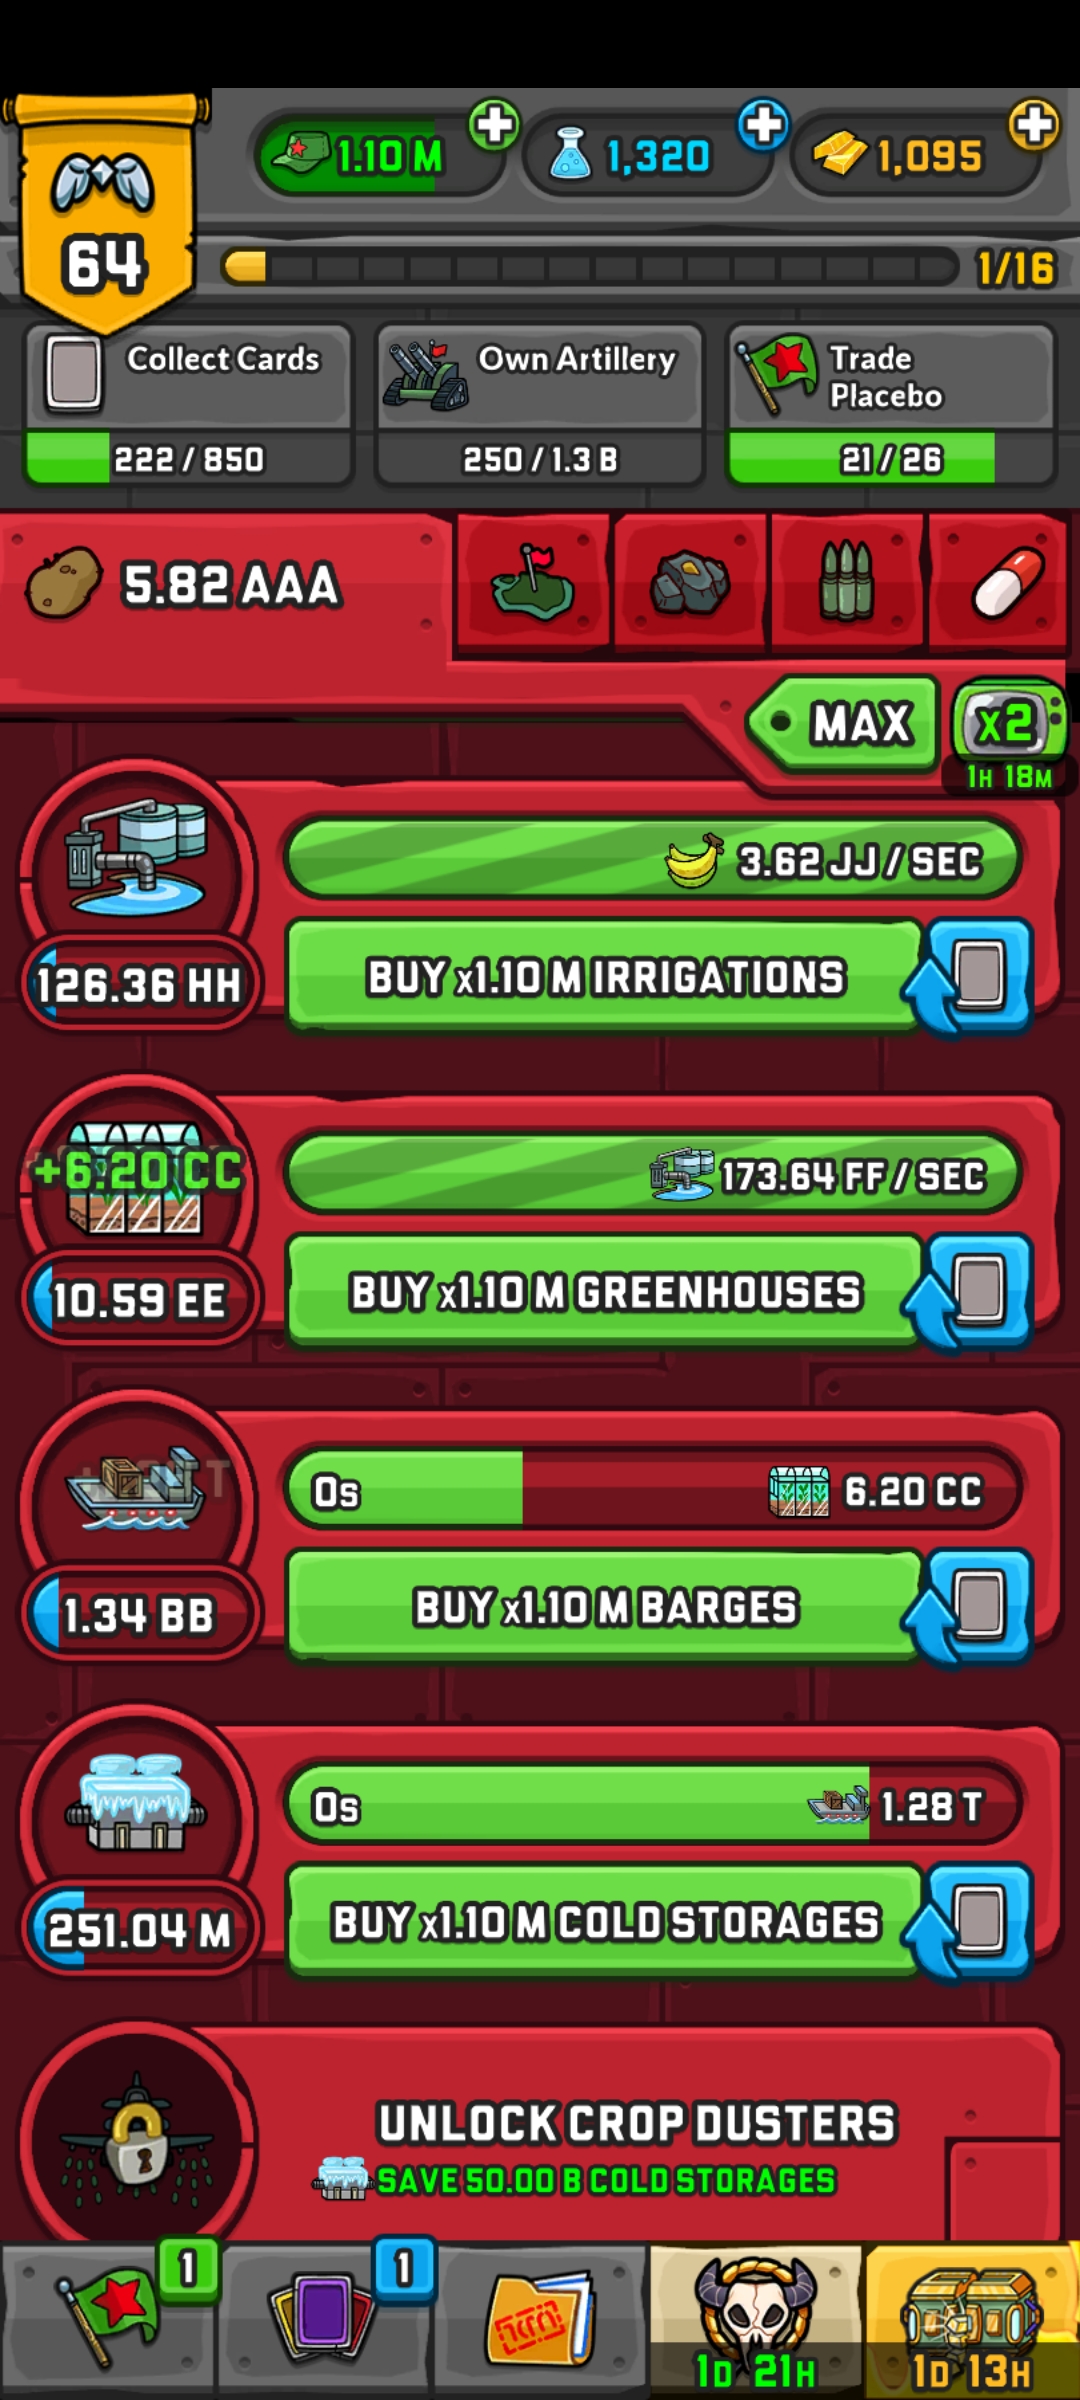 64
1.10 M
1,320
1,095
1/16
Collect Cards
222 / 850
Own Artillery
250 / 1.3 B
Trade
Placebo
21 / 26
5.82 AAA
MAX
x2
1H 18M
3.62 JJ / SEC
126.36 HH
BUY x1.10 M IRRIGATIONS
+6.20 CC
173.64 FF / SEC
10.59 EE
BUY x1.10 M GREENHOUSES
0s
6.20 CC
1.34 BB
BUY x1.10 M BARGES
0s
1.28 T
251.04 M
BUY x1.10 M COLD STORAGES
UNLOCK CROP DUSTERS
SAVE 50.00 B COLD STORAGES
1
1
1D 21H
1D 13H